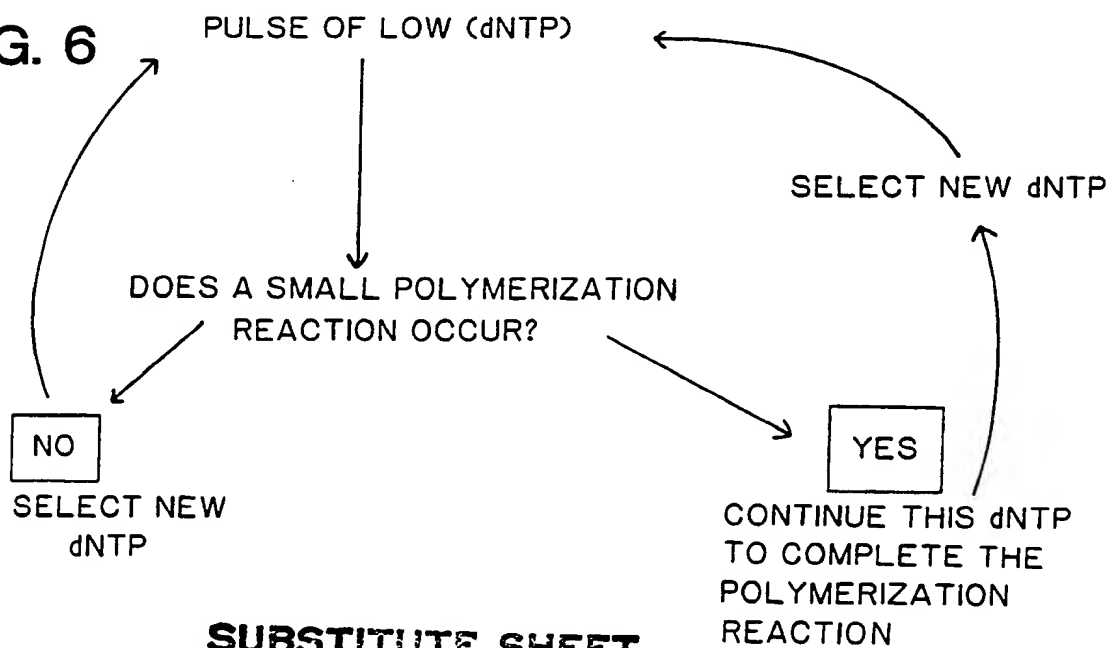 G. 6
PULSE OF LOW (dNTP)
SELECT NEW dNTP
DOES A SMALL POLYMERIZATION
REACTION OCCUR?
NO
SELECT NEW
dNTP
YES
CONTINUE THIS dNTP
TO COMPLETE THE
POLYMERIZATION
REACTION
SUBSTITUTE SHEET